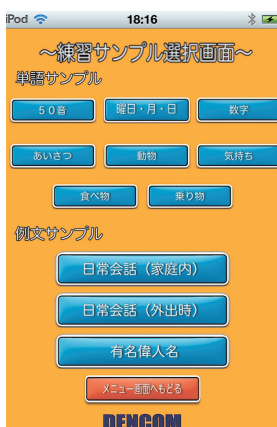 iPod 18:16
～練習サンプル選択画面～
単語サンプル
50音 曜日・月・日 数字
あいさつ 動物 気持ち
食べ物 乗り物
例文サンプル
日常会話（家庭内）
日常会話（外出時）
有名偉人名
メニュー画面へもどる
DENCOM